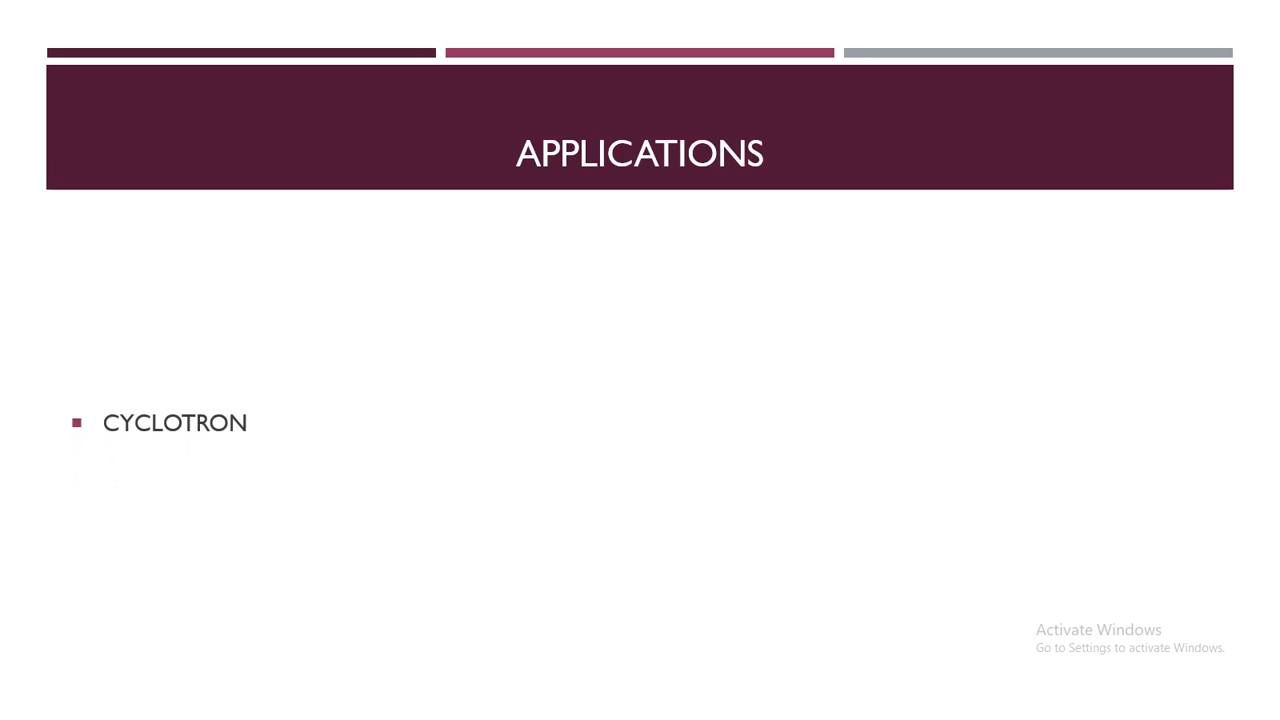 APPLICATIONS
CYCLOTRON
Activate Windows
Go to Settings to activate Windows.